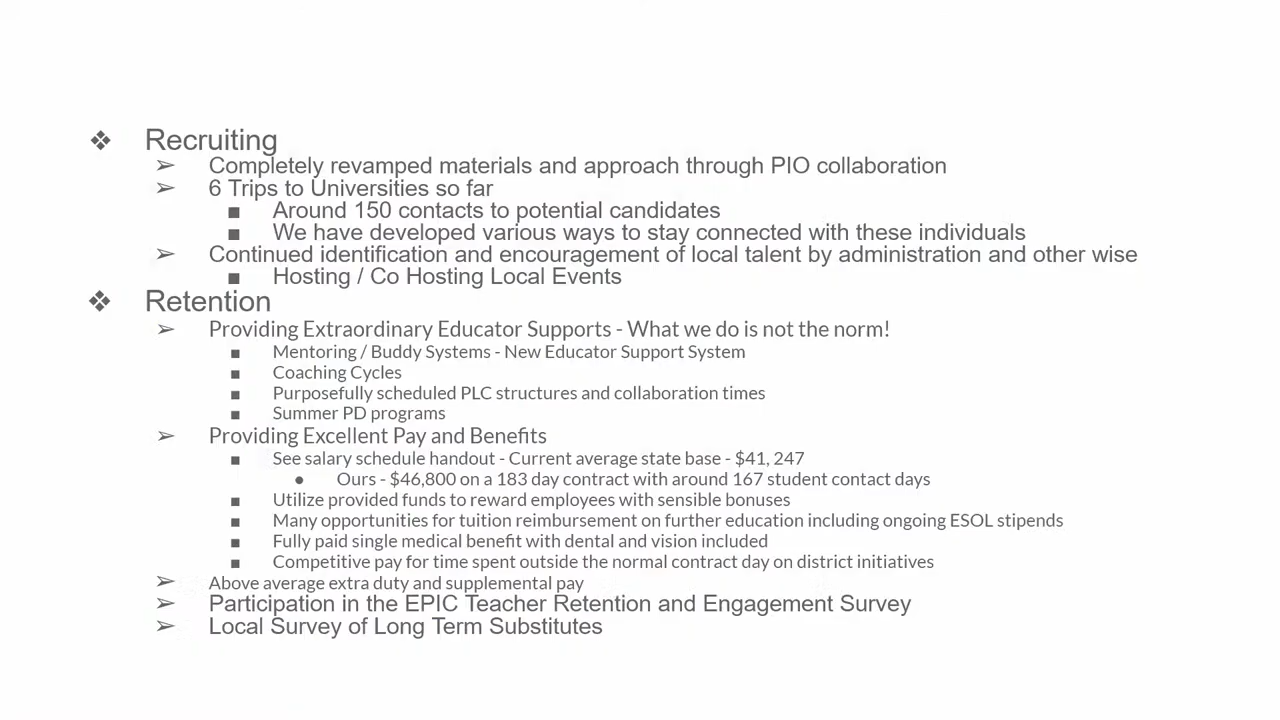 ❖ Recruiting
➢ Completely revamped materials and approach through PIO collaboration
➢ 6 Trips to Universities so far
■ Around 150 contacts to potential candidates
■ We have developed various ways to stay connected with these individuals
➢ Continued identification and encouragement of local talent by administration and other wise
■ Hosting / Co Hosting Local Events
❖ Retention
➢ Providing Extraordinary Educator Supports - What we do is not the norm!
■ Mentoring / Buddy Systems - New Educator Support System
■ Coaching Cycles
■ Purposefully scheduled PLC structures and collaboration times
■ Summer PD programs
➢ Providing Excellent Pay and Benefits
■ See salary schedule handout - Current average state base - $41, 247
● Ours - $46,800 on a 183 day contract with around 167 student contact days
■ Utilize provided funds to reward employees with sensible bonuses
■ Many opportunities for tuition reimbursement on further education including ongoing ESOL stipends
■ Fully paid single medical benefit with dental and vision included
■ Competitive pay for time spent outside the normal contract day on district initiatives
➢ Above average extra duty and supplemental pay
➢ Participation in the EPIC Teacher Retention and Engagement Survey
➢ Local Survey of Long Term Substitutes